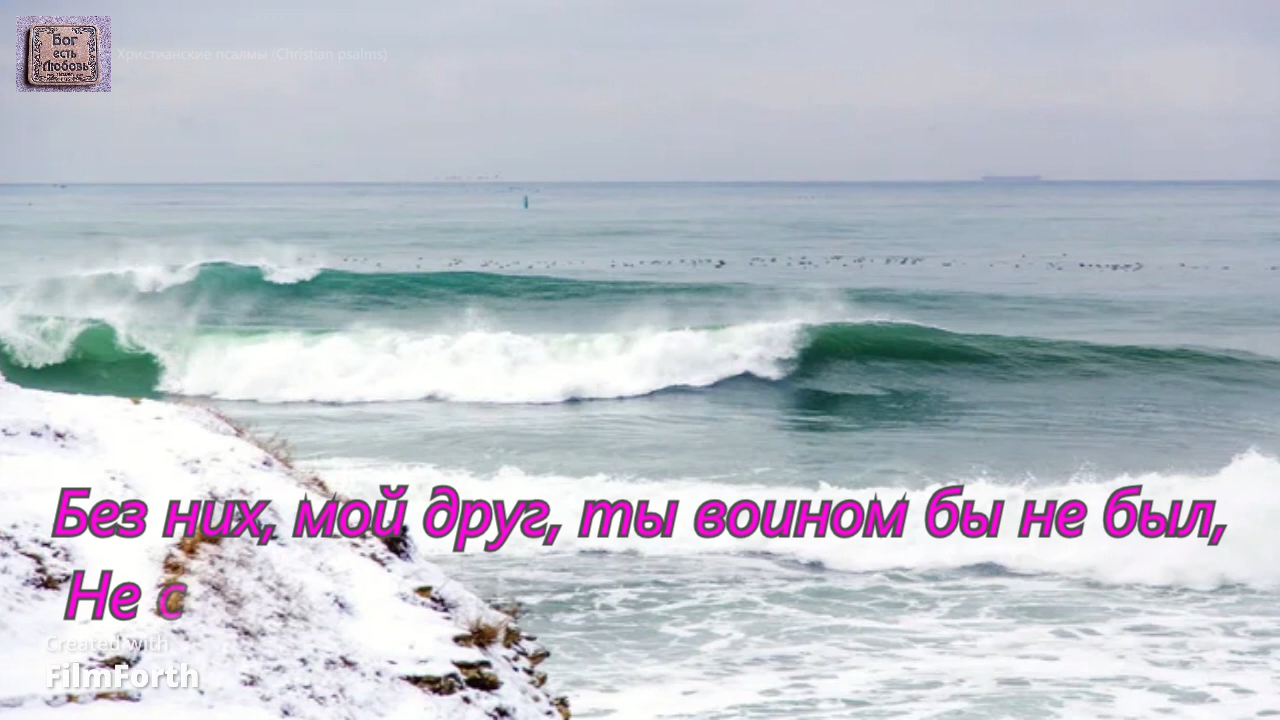 Бог
есть
Любовь
Христианские псалмы (Christian psalms)
Без них, мой друг, ты воином бы не был,
Не с
Created with
FilmForth